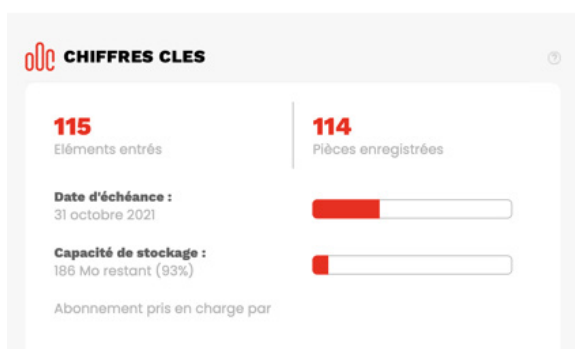 CHIFFRES CLES
115
Eléments entrés
114
Pièces enregistrées
Date d'échéance :
31 octobre 2021
Capacité de stockage :
186 Mo restant (93%)
Abonnement pris en charge par